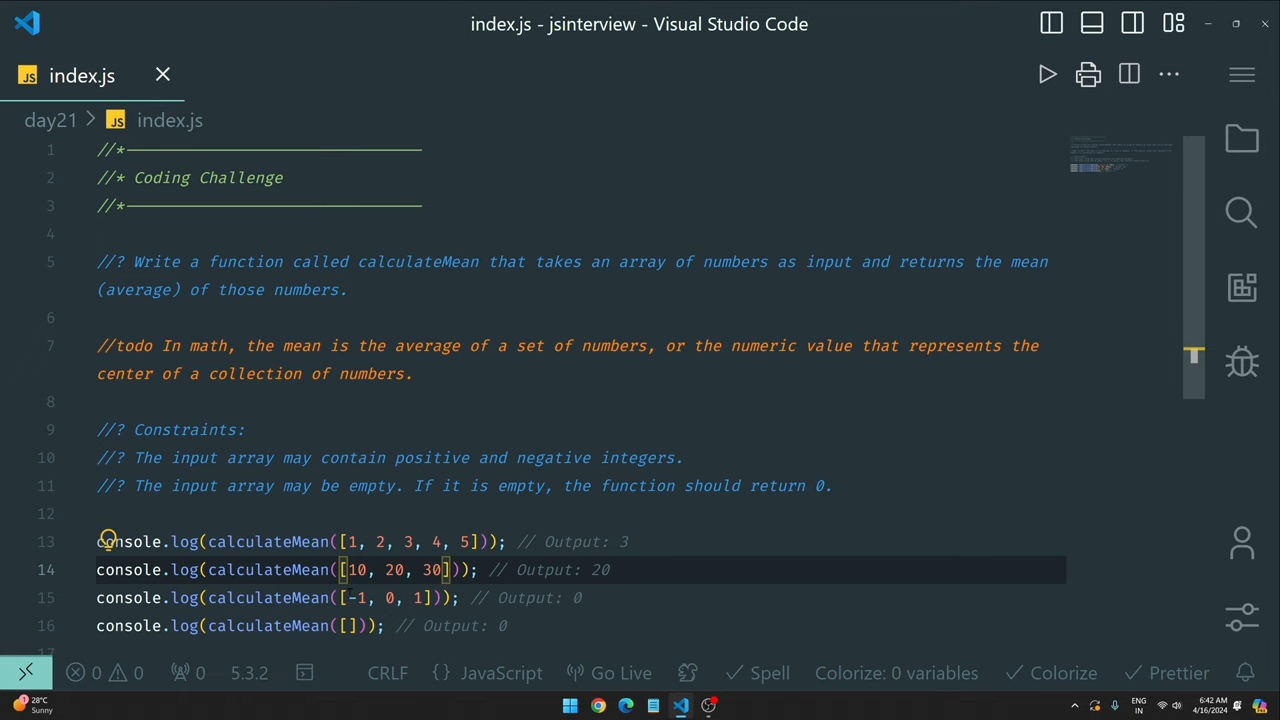 index.js - jsinterview - Visual Studio Code
JS index.js
day21 > JS index.js
1 //*————————————————
2 //* Coding Challenge
3 //*————————————————
4
5 //? Write a function called calculateMean that takes an array of numbers as input and returns the mean
(average) of those numbers.
6
7 //todo In math, the mean is the average of a set of numbers, or the numeric value that represents the
center of a collection of numbers.
8
9 //? Constraints:
10 //? The input array may contain positive and negative integers.
11 //? The input array may be empty. If it is empty, the function should return 0.
12
13 console.log(calculateMean([1, 2, 3, 4, 5])); // Output: 3
14 console.log(calculateMean([10, 20, 30])); // Output: 20
15 console.log(calculateMean([-1, 0, 1])); // Output: 0
16 console.log(calculateMean([])); // Output: 0
0 0 0 5.3.2 CRLF {} JavaScript Go Live Spell Colorize: 0 variables Colorize Prettier
28°C
Sunny
ENG
IN
6:42 AM
4/16/2024